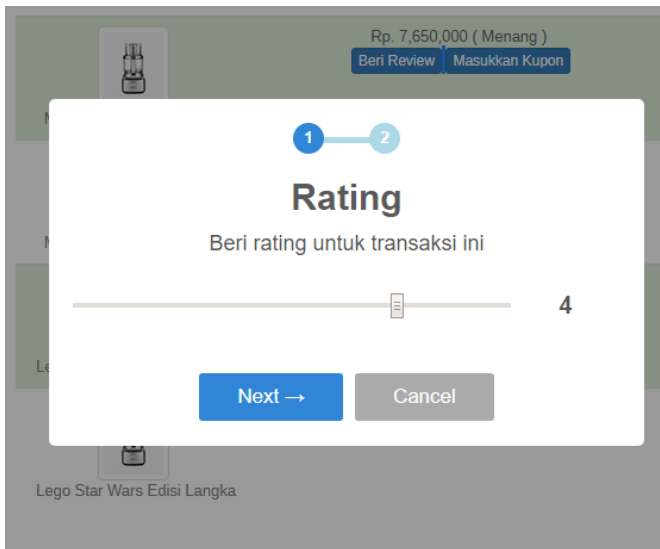 Rp. 7,650,000 ( Menang )
Beri Review Masukkan Kupon
1 2
Rating
Beri rating untuk transaksi ini
4
Next → Cancel
Lego Star Wars Edisi Langka